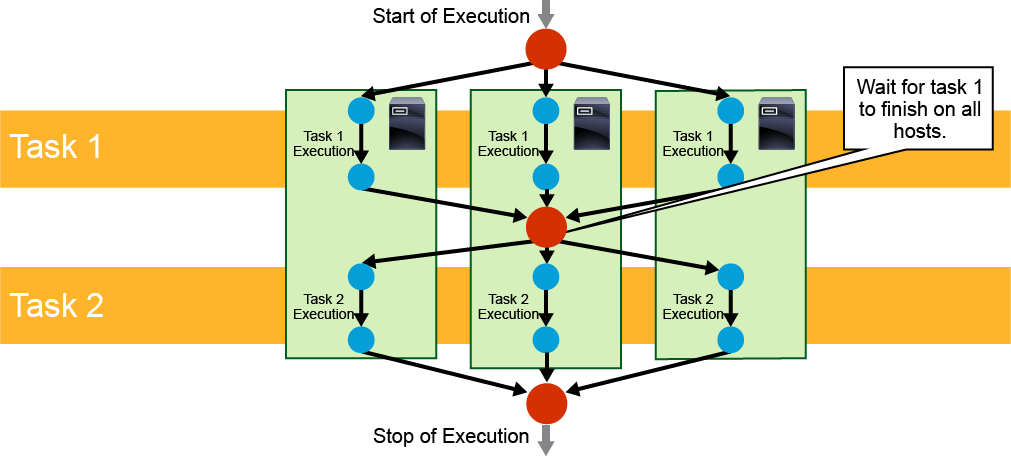 Start of Execution
Wait for task 1
to finish on all
hosts.
Task 1
Task 1
Execution
Task 1
Execution
Task 1
Execution
Task 2
Task 2
Execution
Task 2
Execution
Task 2
Execution
Stop of Execution